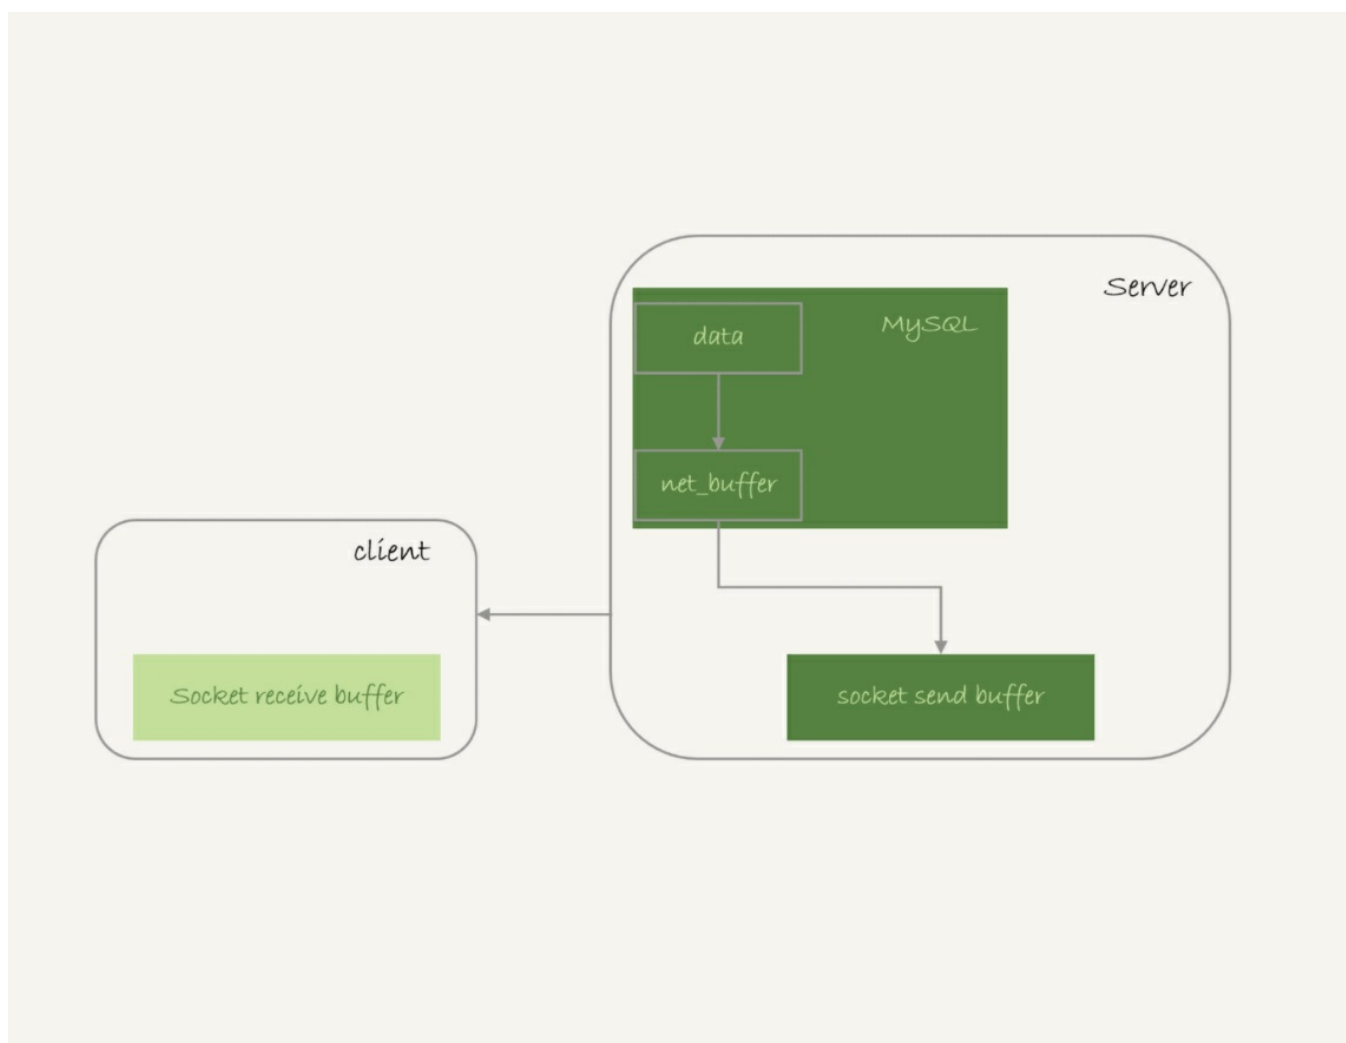 Server
MySQL
data
net_buffer
client
Socket receive buffer
socket send buffer